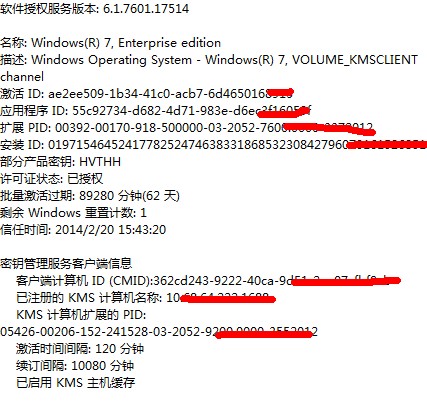 软件授权服务版本: 6.1.7601.17514
名称: Windows(R) 7, Enterprise edition
描述: Windows Operating System - Windows(R) 7, VOLUME_KMSCLIENT
channel
激活 ID: ae2ee509-1b34-41c0-acb7-6d4650168
应用程序 ID: 55c92734-d682-4d71-983e-d6ec
扩展 PID: 00392-00170-918-500000-03-2052-7600
安装 ID: 019715464524177825247463833186853230842796
部分产品密钥: HVTHH
许可证状态: 已授权
批量激活过期: 89280 分钟(62 天)
剩余 Windows 重置计数: 1
信任时间: 2014/2/20 15:43:20
密钥管理服务客户端信息
客户端计算机 ID (CMID):362cd243-9222-40ca-9d
已注册的 KMS 计算机名称: 10
KMS 计算机扩展的 PID:
05426-00206-152-241528-03-2052-92
激活时间间隔: 120 分钟
续订间隔: 10080 分钟
已启用 KMS 主机缓存